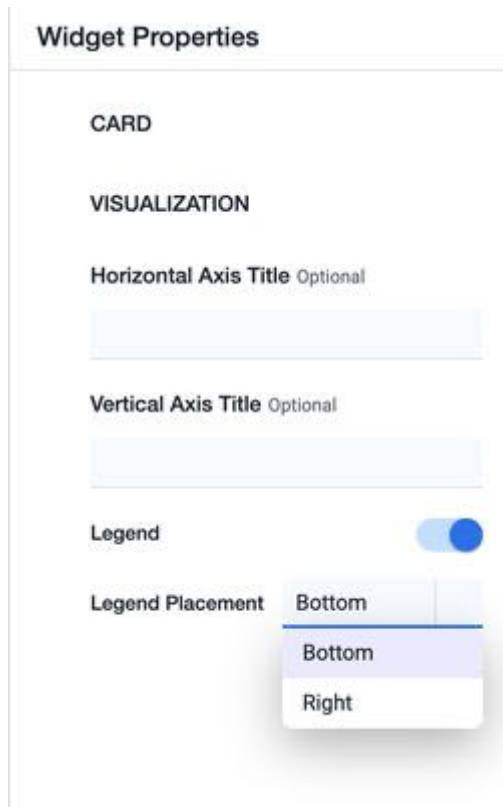 Widget Properties
CARD
VISUALIZATION
Horizontal Axis Title Optional
Vertical Axis Title Optional
Legend
Legend Placement Bottom
Bottom
Right